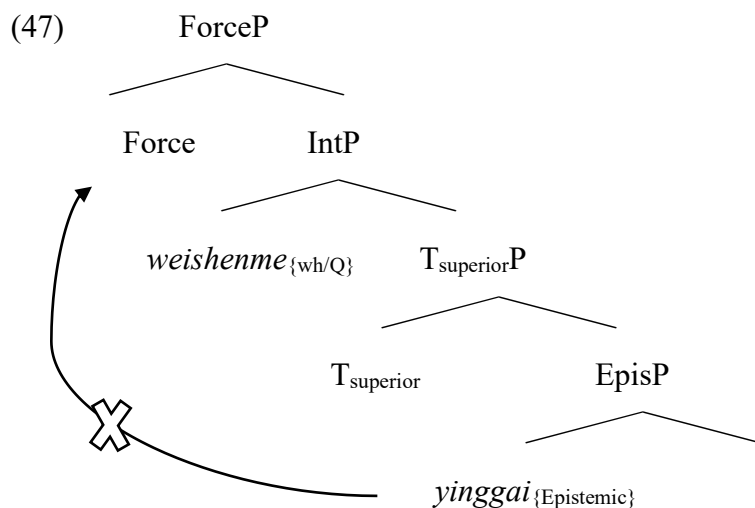 (47) ForceP
Force IntP
weishenme{wh/Q} TsuperiorP
Tsuperior EpisP
yinggai{Epistemic}